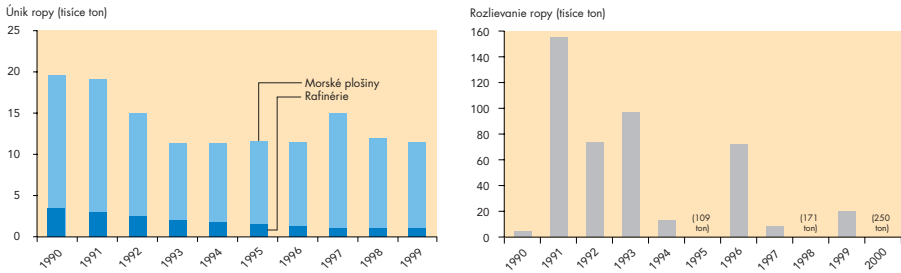 Únik ropy (tisíce ton)
25
20
15
10
5
0
Morské plošiny
Rafinérie
1990 1991 1992 1993 1994 1995 1996 1997 1998 1999
Rozlievanie ropy (tisíce ton)
160
140
120
100
80
60
40
20
0
(109
ton)
(171
ton)
(250
ton)
1990 1991 1992 1993 1994 1995 1996 1997 1998 1999 2000